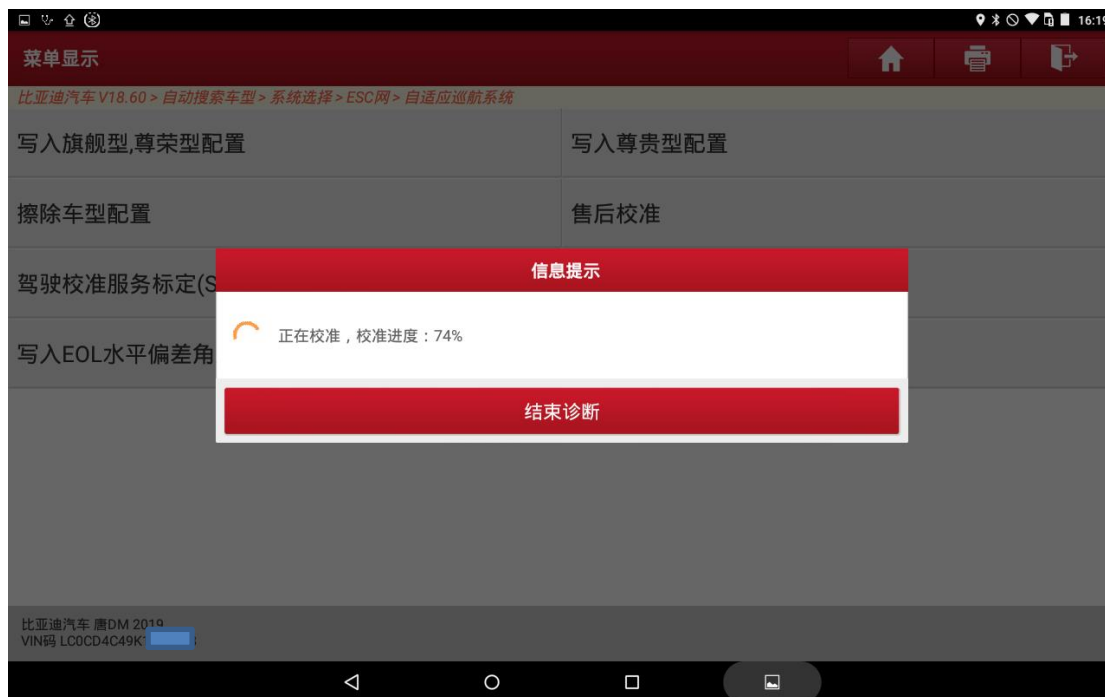 16:19
菜单显示
比亚迪汽车 V18.60 > 自动搜索车型 > 系统选择 > ESC网 > 自适应巡航系统
写入旗舰型,尊荣型配置
写入尊贵型配置
擦除车型配置
售后校准
信息提示
驾驶校准服务标定(S
正在校准，校准进度：74%
写入EOL水平偏差角
结束诊断
比亚迪汽车 唐DM 2019
VIN码 LC0CD4C49K